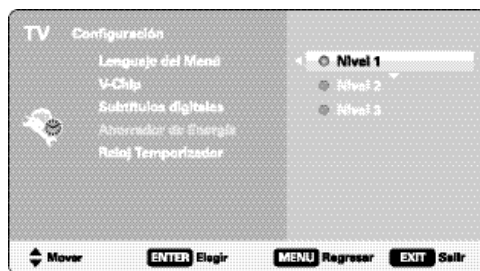 TV Configuración
Lenguaje del Menú
V-Chip
Subtítulos digitales
Ahorrador de Energía
Reloj Temporizador
Nivel 1
Nivel 2
Nivel 3
Mover ENTER Elegir MENU Regresar EXIT Salir